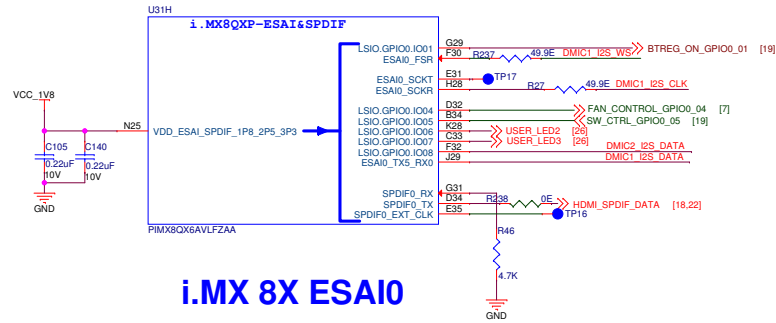 U31H
i.MX8QXP-ESAI&SPDIF
LSIO.GPIO0.IO01 G29 BTREG_ON_GPIO0_01 [19]
ESAI0_FSR F30 R237 49.9E DMIC1_I2S_WS
ESAI0_SCKT E31 TP17
ESAI0_SCKR H28 R27 49.9E DMIC1_I2S_CLK
VCC_1V8
LSIO.GPIO0.IO04 D32 FAN_CONTROL_GPIO0_04 [7]
LSIO.GPIO0.IO05 B34 SW_CTRL_GPIO0_05 [19]
N25 VDD_ESAI_SPDIF_1P8_2P5_3P3 LSIO.GPIO0.IO06 K28 USER_LED2 [26]
LSIO.GPIO0.IO07 C33 USER_LED3 [26]
C105 C140 LSIO.GPIO0.IO08 F32 DMIC2_I2S_DATA
0.22uF 0.22uF ESAI0_TX5_RX0 J29 DMIC1_I2S_DATA
10V 10V
SPDIF0_RX G31
GND SPDIF0_TX D34 R238 0E HDMI_SPDIF_DATA [18,22]
SPDIF0_EXT_CLK E35 TP16
PIMX8QX6AVLFZAA
R46
4.7K
i.MX 8X ESAI0
GND